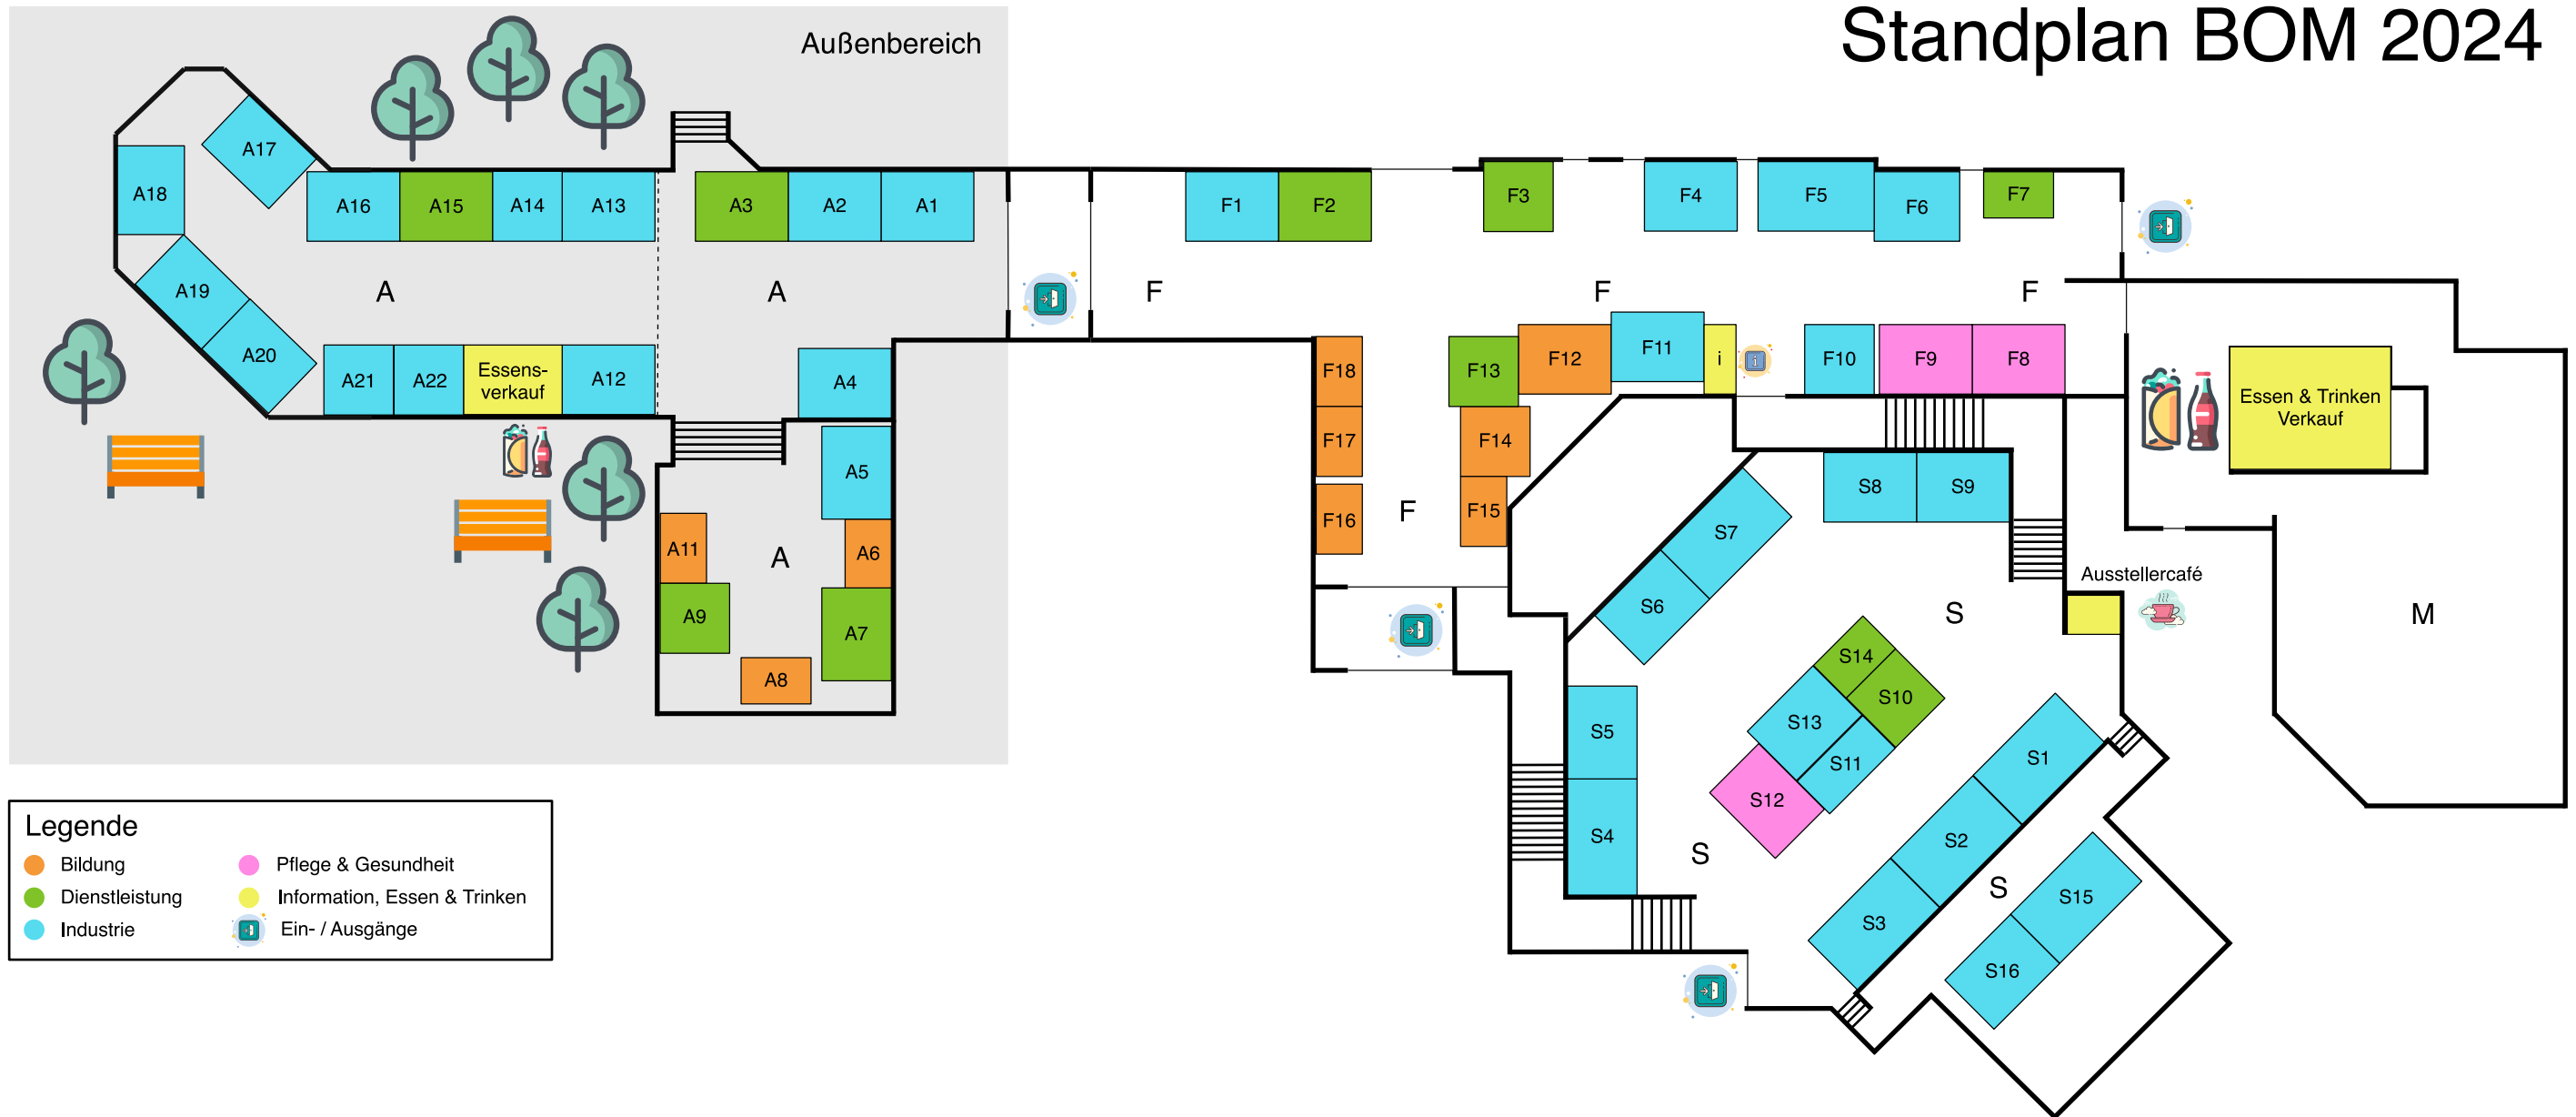 Standplan BOM 2024
Außenbereich
A17
A18
A16
A15
A14
A13
A3
A2
A1
F1
F2
F3
F4
F5
F6
F7
A19
A
A
F
F
F
A20
A21
A22
Essens-
verkauf
A12
A4
F18
F13
F12
F11
i
F10
F9
F8
Essen & Trinken
Verkauf
F17
F14
A5
F16
F
F15
S8
S9
S7
A11
A
A6
S6
Ausstellercafé
A9
A7
S
M
A8
S14
S10
S5
S13
S11
S1
S12
S4
S
S2
S
S15
S3
S16
Legende
Bildung
Dienstleistung
Industrie
Pflege & Gesundheit
Information, Essen & Trinken
Ein- / Ausgänge